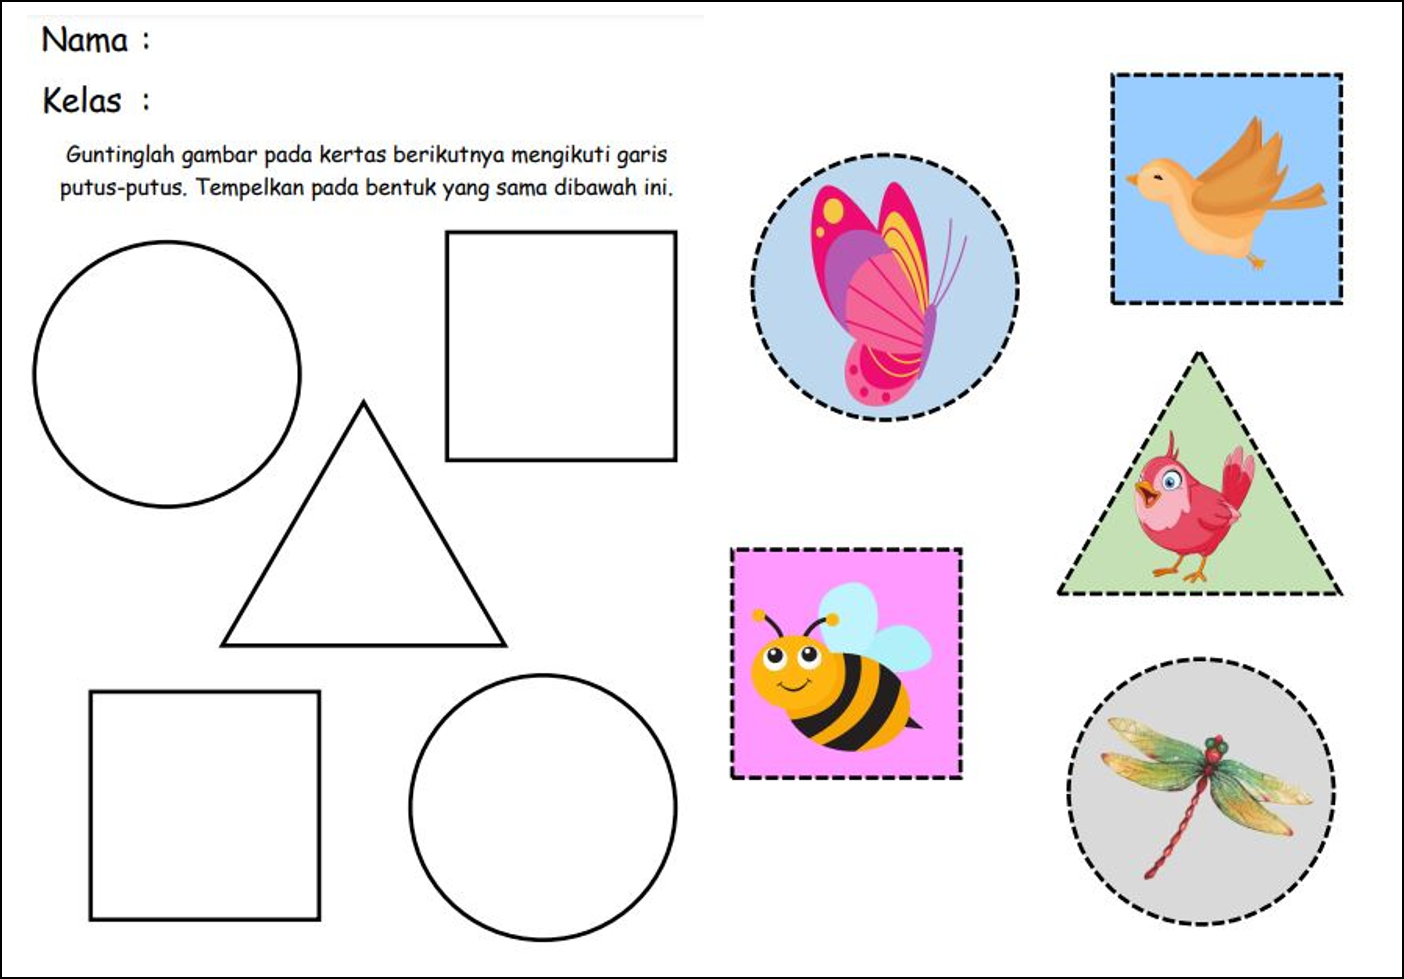 Nama :
Kelas :
Guntinglah gambar pada kertas berikutnya mengikuti garis
putus-putus. Tempelkan pada bentuk yang sama dibawah ini.